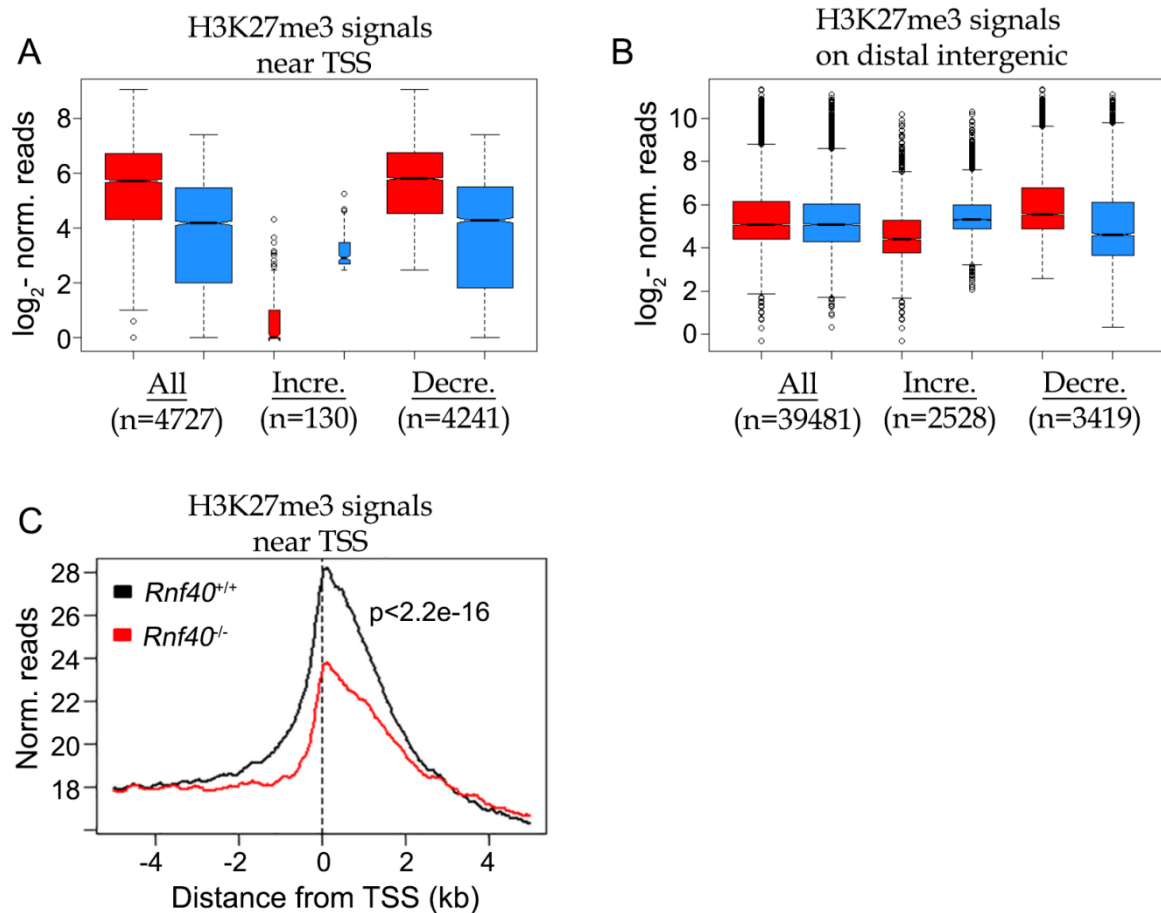 A
H3K27me3 signals
near TSS
log2- norm. reads
8
6
4
2
0
All
(n=4727)
Incre.
(n=130)
Decre.
(n=4241)
B
H3K27me3 signals
on distal intergenic
log2- norm. reads
10
8
6
4
2
0
All
(n=39481)
Incre.
(n=2528)
Decre.
(n=3419)
C
H3K27me3 signals
near TSS
Norm. reads
28
26
24
22
20
18
Rnf40+/+
Rnf40-/-
p<2.2e-16
-4 -2 0 2 4
Distance from TSS (kb)